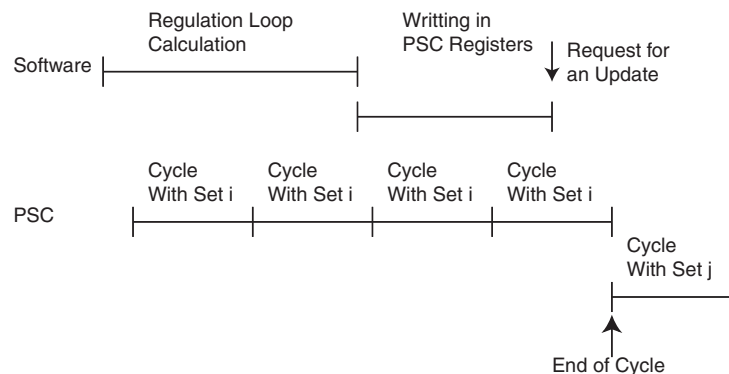 Regulation Loop
Calculation
Writting in
PSC Registers
Software
Request for
an Update
Cycle
With Set i
Cycle
With Set i
Cycle
With Set i
Cycle
With Set i
PSC
Cycle
With Set j
End of Cycle